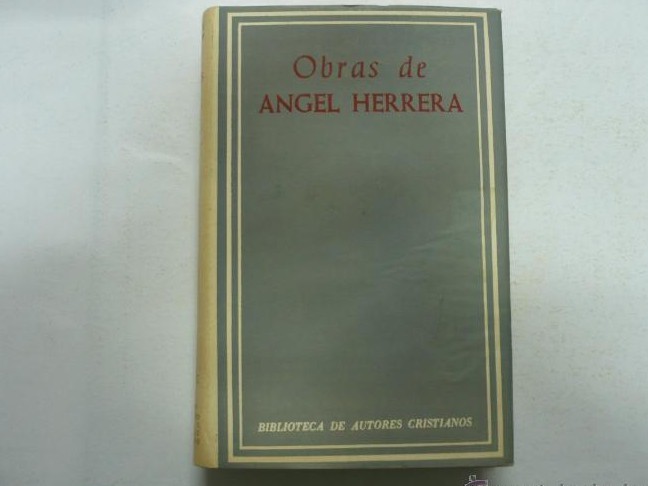 Obras de
ANGEL HERRERA
BIBLIOTECA DE AUTORES CRISTIANOS